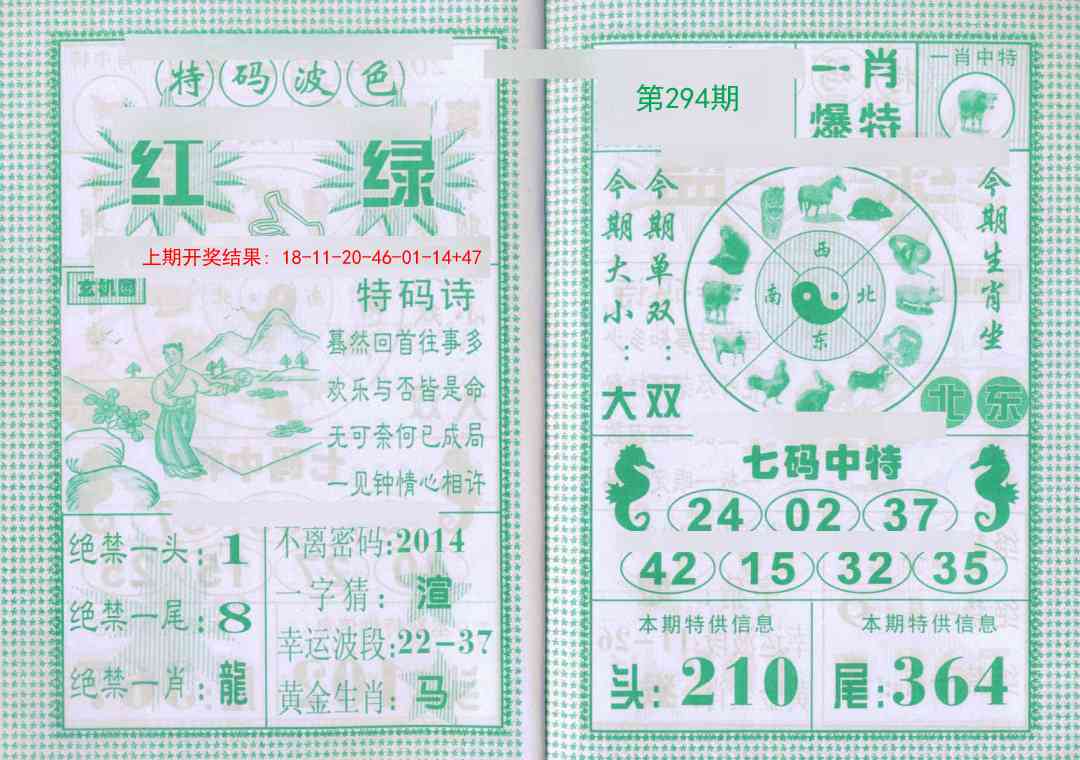 特码波色
红 绿
上期开奖结果：18-11-20-46-01-14+47
玄机图
特码诗
蓦然回首往事多
欢乐与否皆是命
无可奈何已成局
一见钟情心相许
绝禁一头：1
绝禁一尾：8
绝禁一肖：龍
不离密码：2014
一字猜：渲
幸运波段：22-37
黄金生肖：马
第294期
一肖
爆特
一肖中特
今期大小：大
今期单双：双
西
南 北
东
今期生肖坐
北东
七码中特
24 02 37
42 15 32 35
本期特供信息
头：210
本期特供信息
尾：364